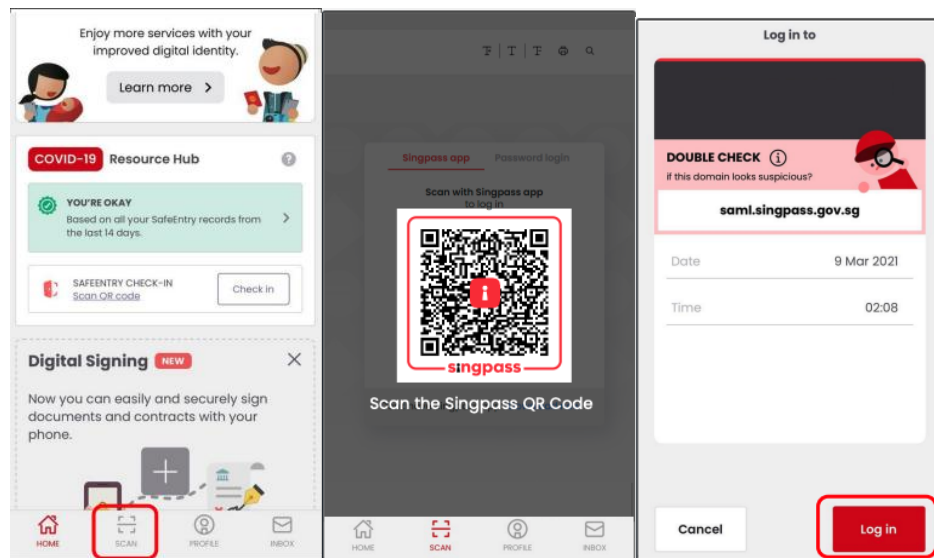 Enjoy more services with your
improved digital identity.
Learn more
COVID-19 Resource Hub
YOU'RE OKAY
Based on all your SafeEntry records from
the last 14 days.
SAFEENTRY CHECK-IN
Scan QR code
Check in
Digital Signing NEW
Now you can easily and securely sign
documents and contracts with your
phone.
HOME SCAN PROFILE INBOX
T | T | T
Singpass app Password login
Scan with Singpass app
to log in
singpass
Scan the Singpass QR Code
HOME SCAN PROFILE INBOX
Log in to
DOUBLE CHECK
if this domain looks suspicious?
saml.singpass.gov.sg
Date 9 Mar 2021
Time 02:08
Cancel Log in